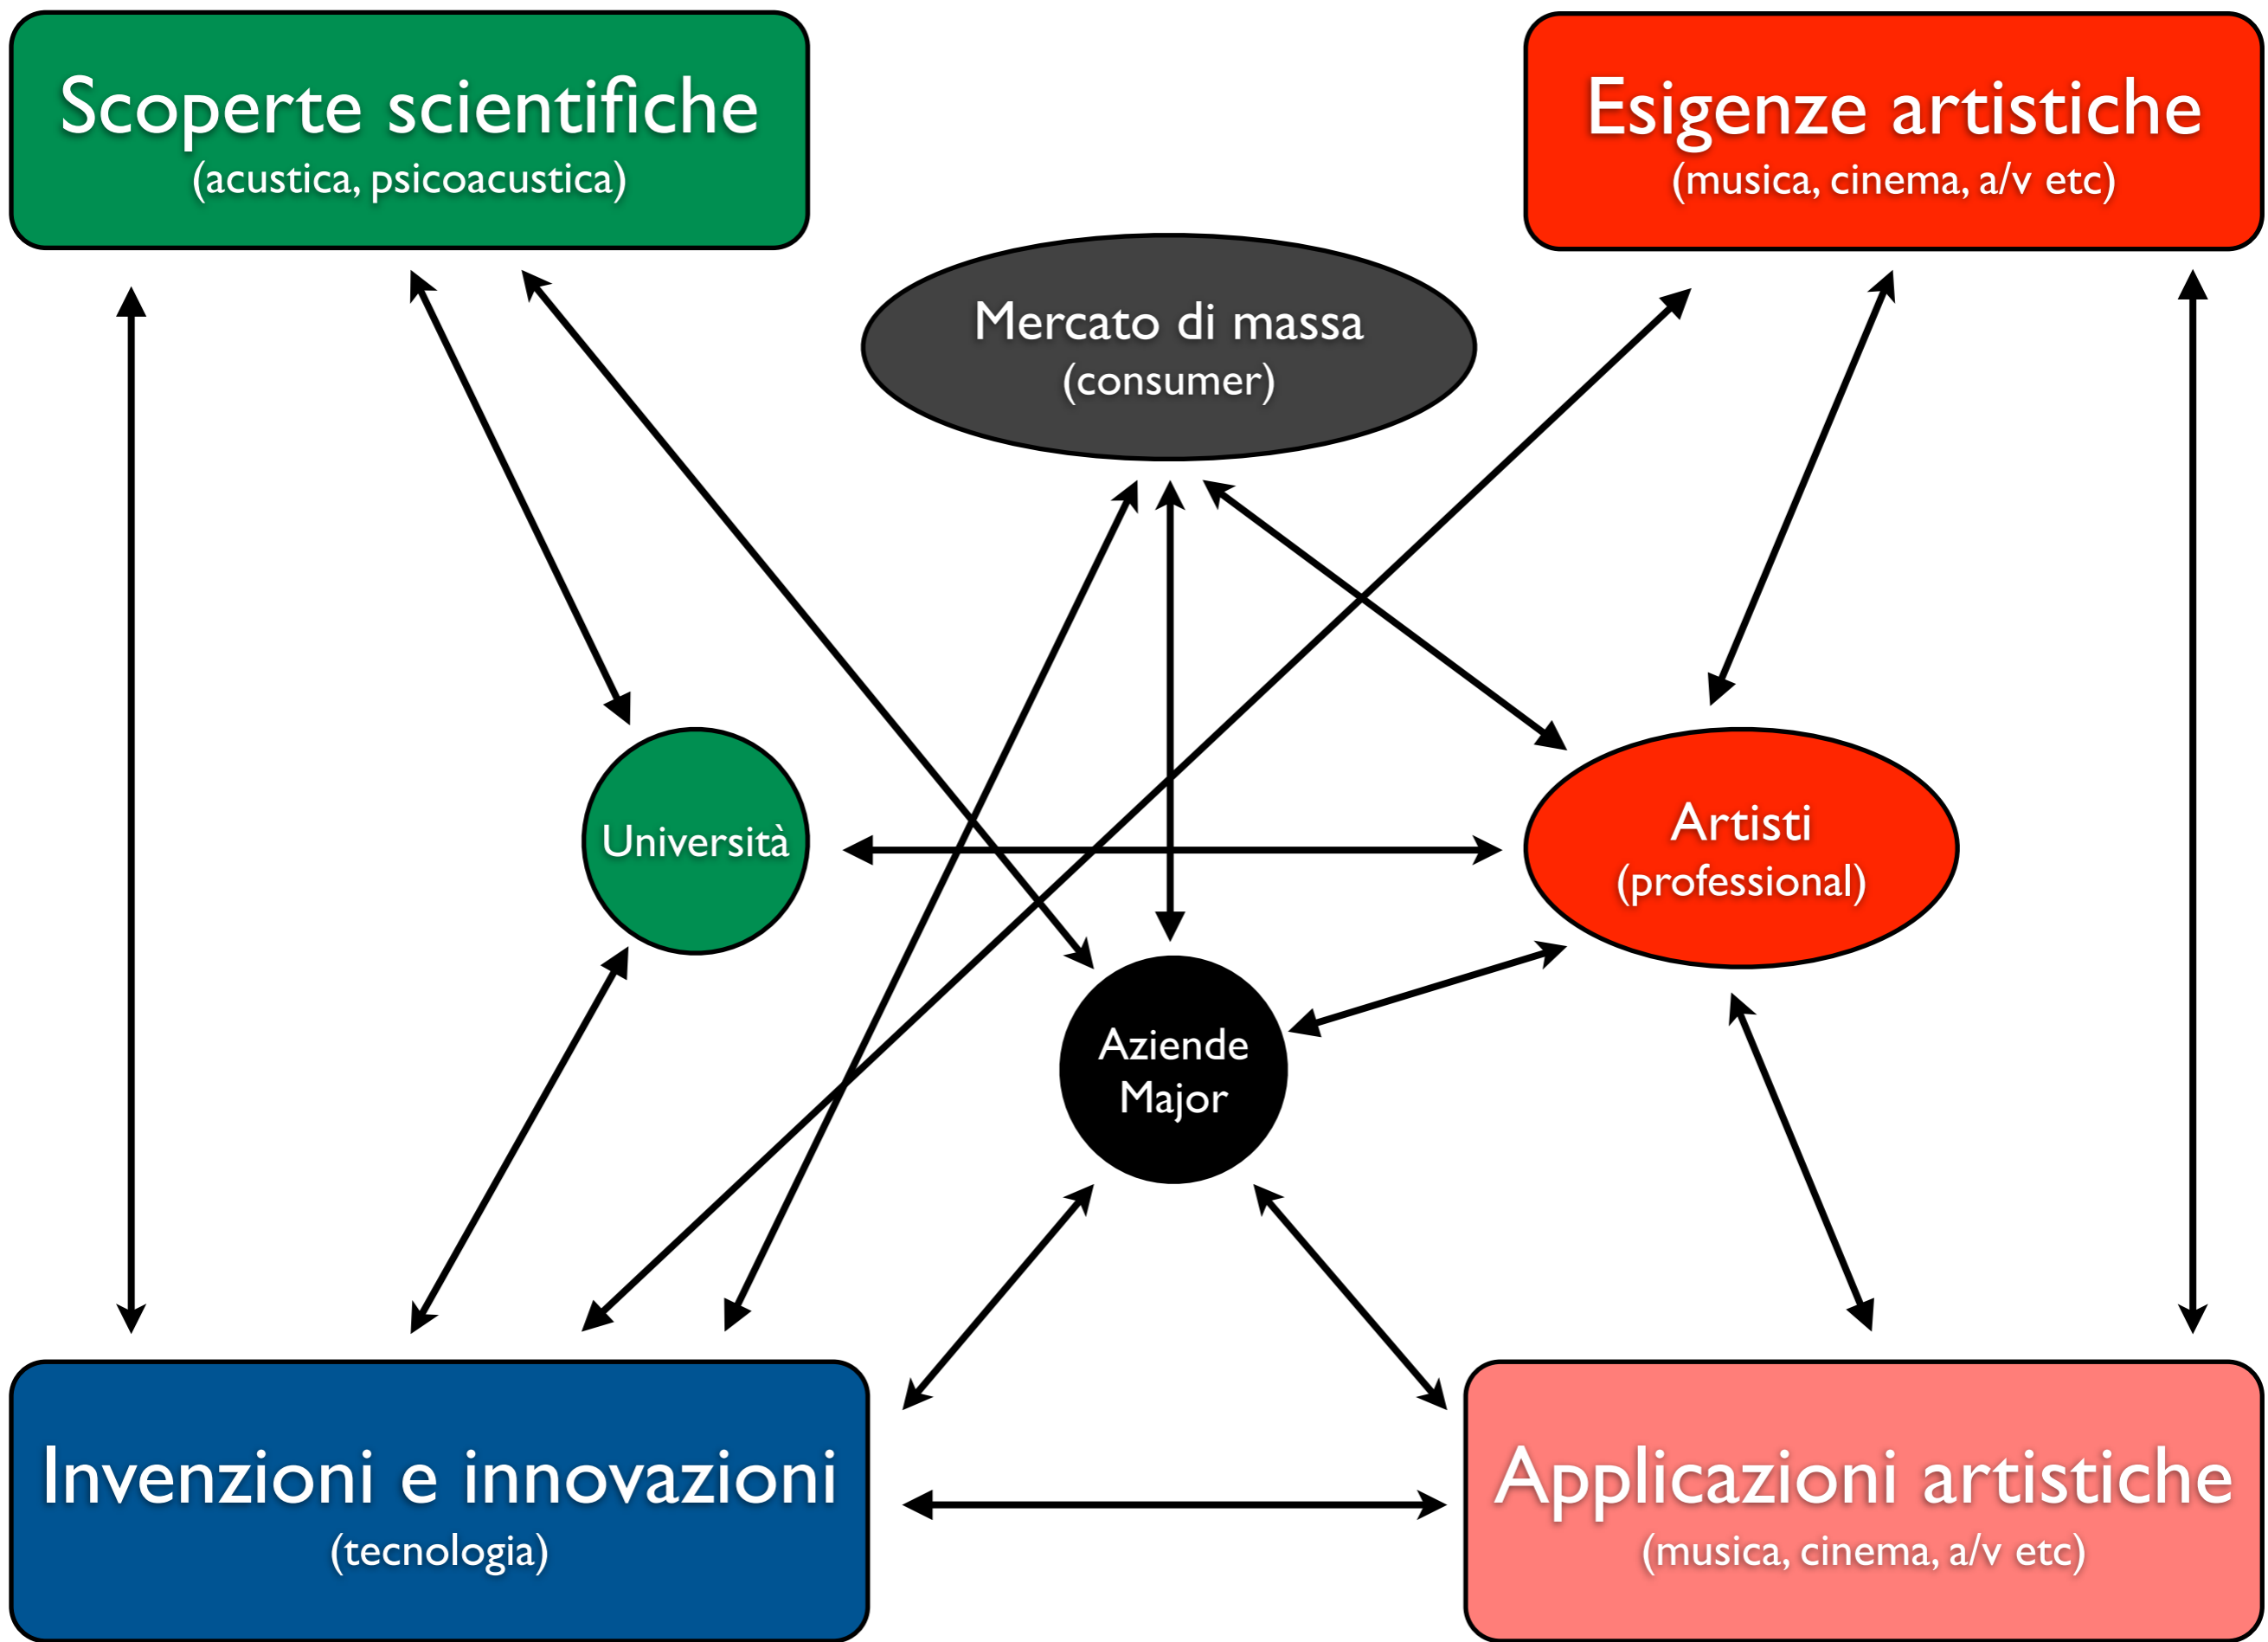 Scoperte scientifiche
(acustica, psicoacustica)
Esigenze artistiche
(musica, cinema, a/v etc)
Mercato di massa
(consumer)
Università
Artisti
(professional)
Aziende
Major
Invenzioni e innovazioni
(tecnologia)
Applicazioni artistiche
(musica, cinema, a/v etc)